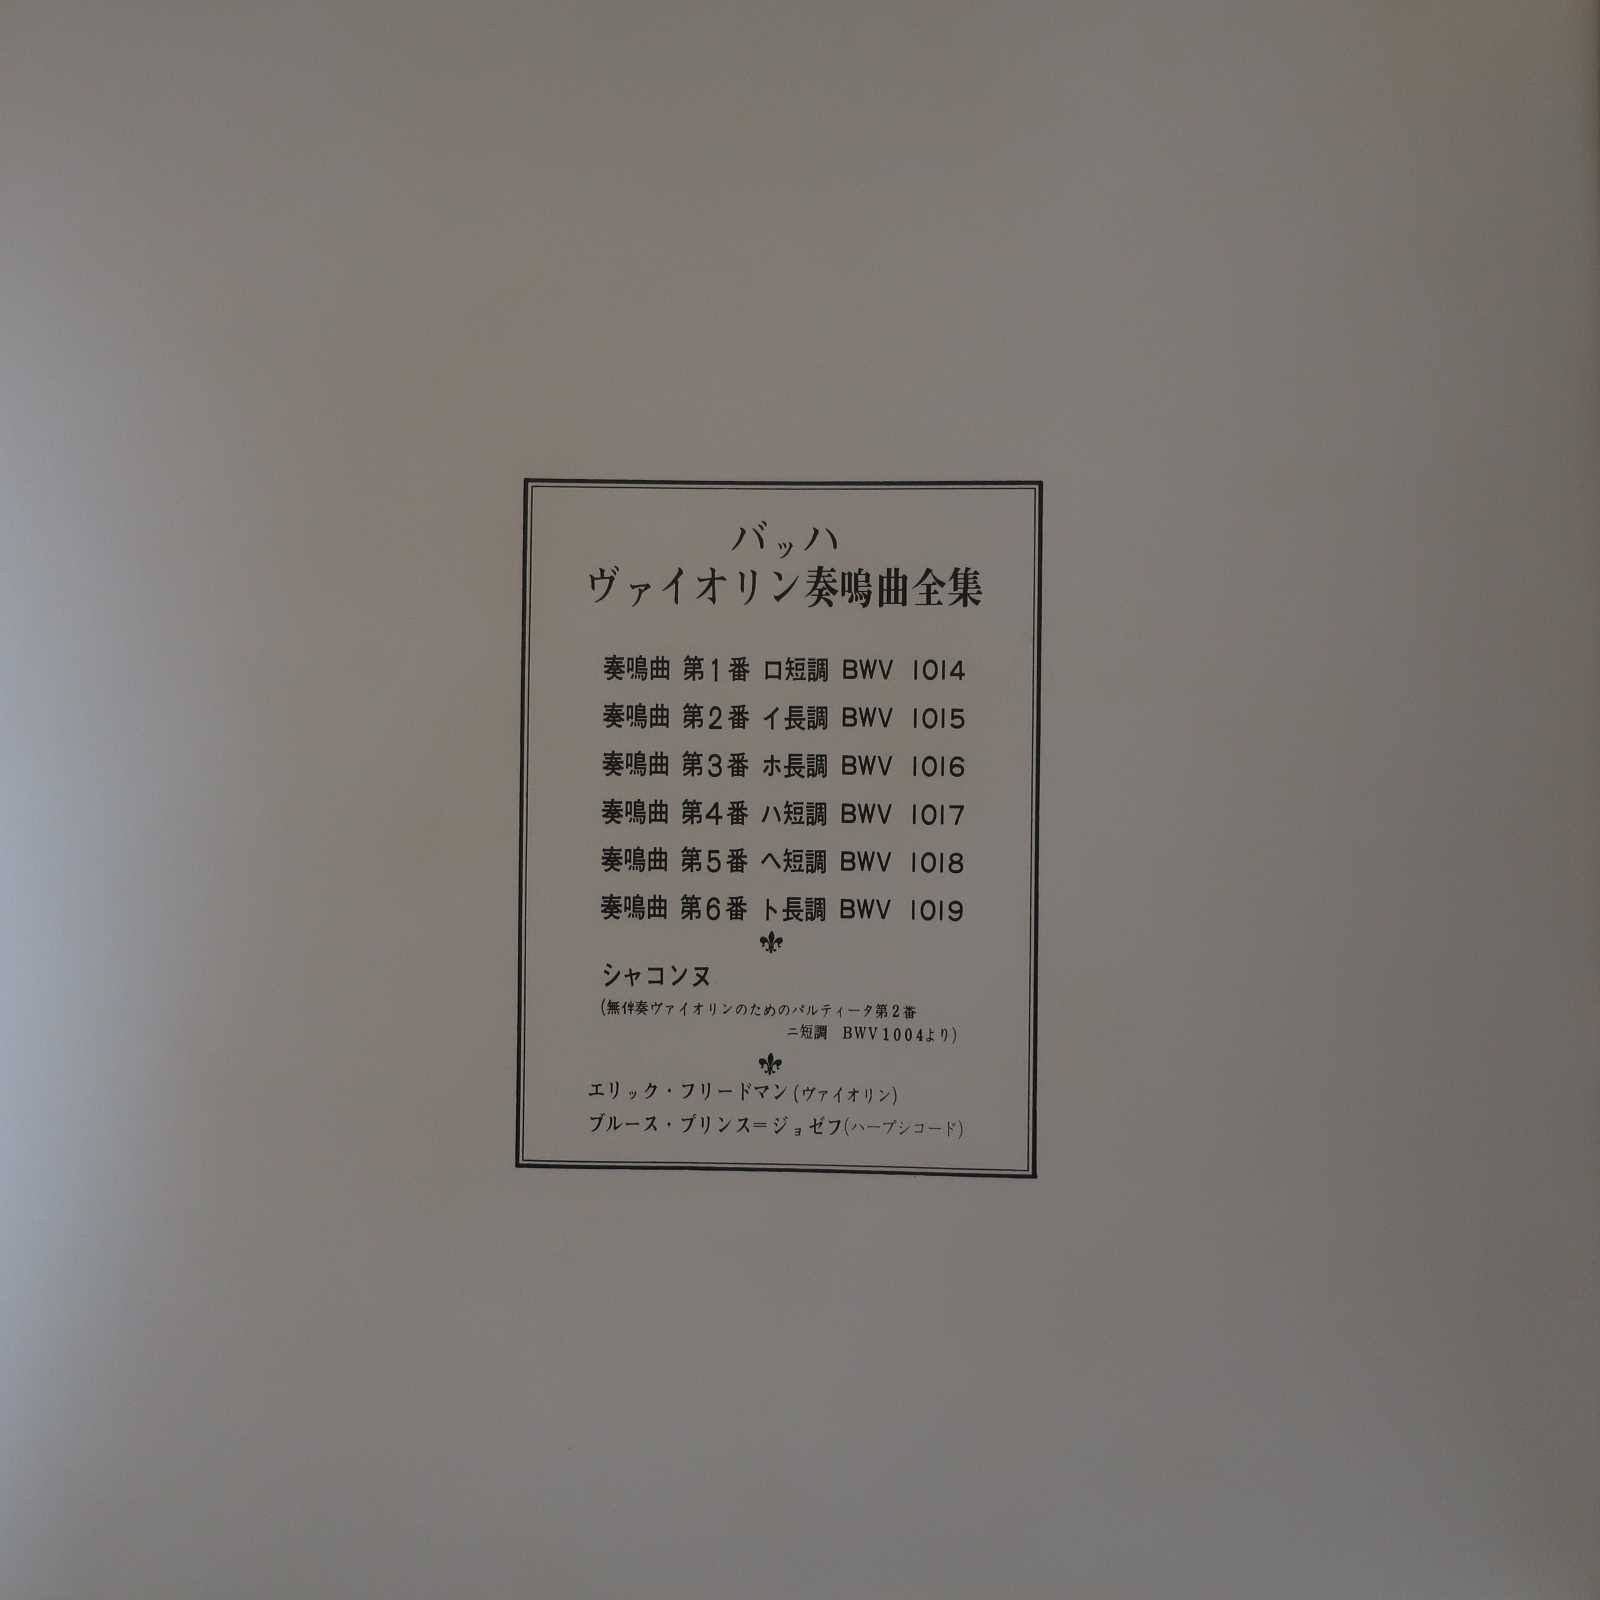 バッハ
ヴァイオリン奏鳴曲全集
奏鳴曲 第1番 ロ短調 BWV 1014
奏鳴曲 第2番 イ長調 BWV 1015
奏鳴曲 第3番 ホ長調 BWV 1016
奏鳴曲 第4番 ハ短調 BWV 1017
奏鳴曲 第5番 ヘ短調 BWV 1018
奏鳴曲 第6番 ト長調 BWV 1019
シャコンヌ
(無伴奏ヴァイオリンのためのパルティータ第2番
ニ短調 BWV1004より)
エリック・フリードマン(ヴァイオリン)
ブルース・プリンス＝ジョゼフ(ハープシコード)